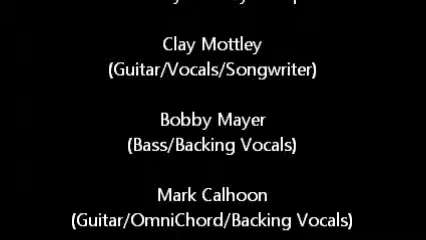 Clay Mottley
(Guitar/Vocals/Songwriter)
Bobby Mayer
(Bass/Backing Vocals)
Mark Calhoon
(Guitar/OmniChord/Backing Vocals)